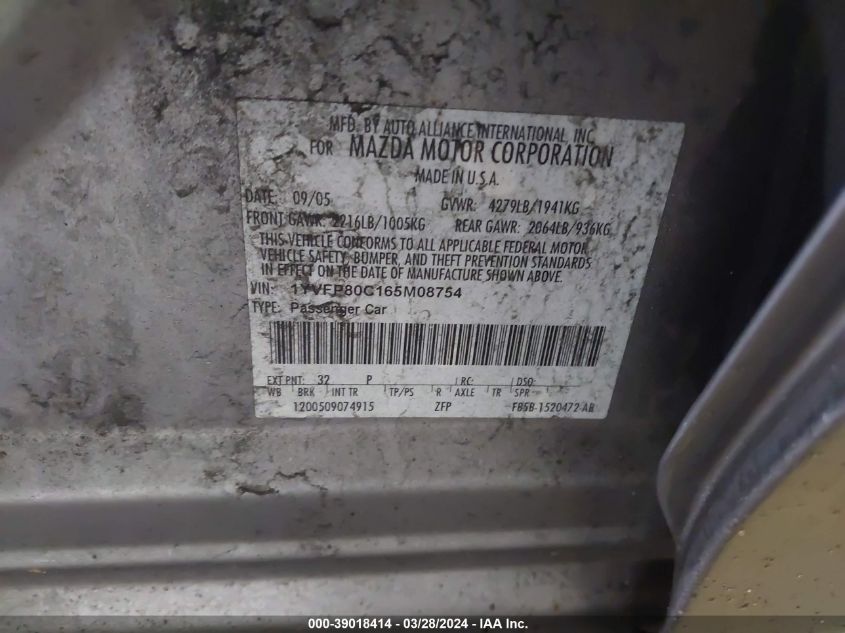 MFD. BY AUTO ALLIANCE INTERNATIONAL, INC.
FOR MAZDA MOTOR CORPORATION
MADE IN U.S.A.
DATE: 09/05 GVWR: 4279LB/1941KG
FRONT GAWR: 2216LB/1005KG REAR GAWR: 2064LB/936KG
THIS VEHICLE CONFORMS TO ALL APPLICABLE FEDERAL MOTOR
VEHICLE SAFETY, BUMPER, AND THEFT PREVENTION STANDARDS
IN EFFECT ON THE DATE OF MANUFACTURE SHOWN ABOVE.
VIN: 1YVFP80C165M08754
TYPE: Passenger Car
EXT PNT: 32 P RC: DSO:
WB BRK INT TR TP/PS R AXLE TR SPR
1200509074915 ZFP FB5B-1520472-AB
000-39018414 - 03/28/2024 - IAA Inc.